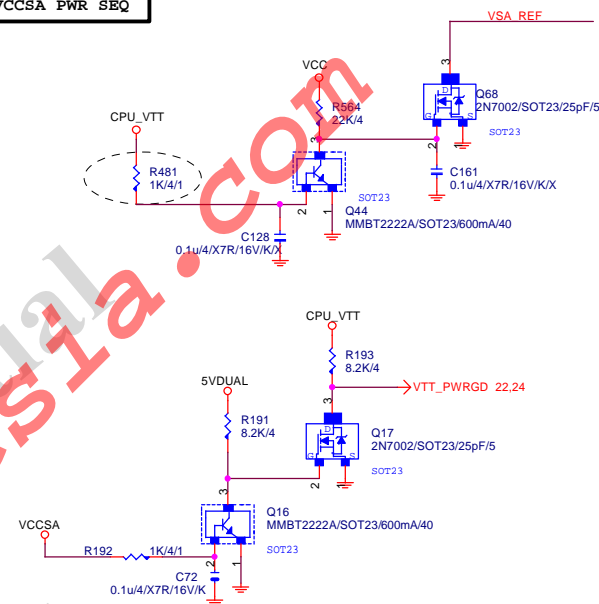 VCCSA PWR SEQ
VSA_REF
VCC
R564
22K/4
3
D
G
S
Q68
2N7002/SOT23/25pF/5
SOT23
2
1
CPU_VTT
R481
1K/4/1
3
2
1
SOT23
Q44
MMBT2222A/SOT23/600mA/40
C161
0.1u/4/X7R/16V/K/X
C128
0.1u/4/X7R/16V/K/X
CPU_VTT
R193
8.2K/4
VTT_PWRGD 22,24
5VDUAL
R191
8.2K/4
3
D
G
S
Q17
2N7002/SOT23/25pF/5
SOT23
2
1
3
Q16
MMBT2222A/SOT23/600mA/40
SOT23
VCCSA
R192
1K/4/1
2
1
C72
0.1u/4/X7R/16V/K
ual
sia.com